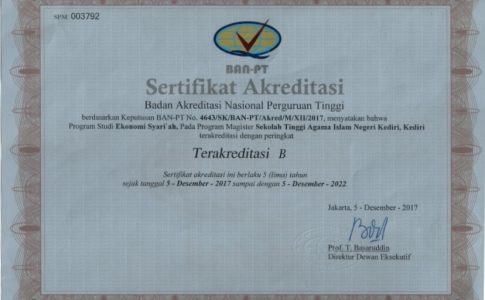 SPM 003792
BAN-PT
Sertifikat Akreditasi
Badan Akreditasi Nasional Perguruan Tinggi
berdasarkan Keputusan BAN-PT No. 4643/SK/BAN-PT/Akred/M/XII/2017, menyatakan bahwa
Program Studi Ekonomi Syari'ah, Pada Program Magister Sekolah Tinggi Agama Islam Negeri Kediri, Kediri
terakreditasi dengan peringkat
Terakreditasi B
Sertifikat akreditasi ini berlaku 5 (lima) tahun
sejak tanggal 5 - Desember - 2017 sampai dengan 5 - Desember - 2022
Jakarta, 5 - Desember - 2017
Prof. T. Basaruddin
Direktur Dewan Eksekutif